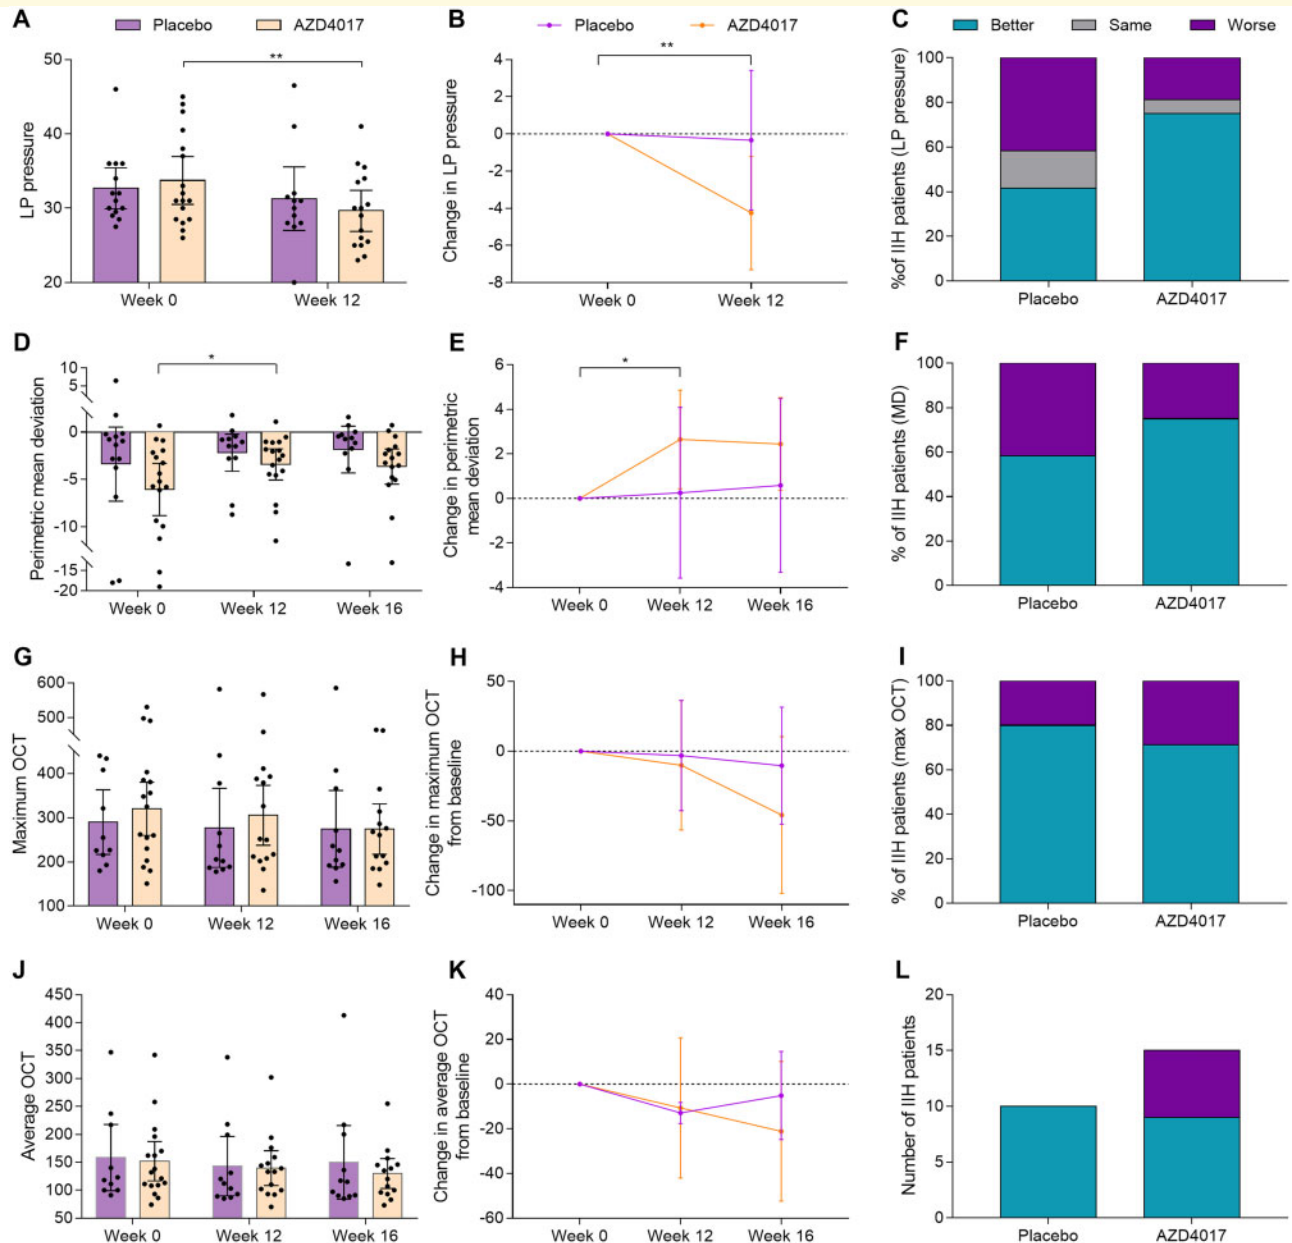 A
Placebo
AZD4017
50
40
30
20
LP pressure
**
Week 0
Week 12
B
Placebo
AZD4017
4
2
0
-2
-4
-6
-8
Change in LP pressure
**
Week 0
Week 12
C
Better
Same
Worse
100
80
60
40
20
0
%of IIH patients (LP pressure)
Placebo
AZD4017
D
10
5
0
-5
-10
-15
-20
Perimetric mean deviation
*
Week 0
Week 12
Week 16
E
6
4
2
0
-2
-4
Change in perimetric
mean deviation
*
Week 0
Week 12
Week 16
F
100
80
60
40
20
0
% of IIH patients (MD)
Placebo
AZD4017
G
600
500
400
300
200
100
Maximum OCT
Week 0
Week 12
Week 16
H
50
0
-50
-100
Change in maximum OCT
from baseline
Week 0
Week 12
Week 16
I
100
80
60
40
20
0
% of IIH patients (max OCT)
Placebo
AZD4017
J
450
400
350
300
250
200
150
100
50
Average OCT
Week 0
Week 12
Week 16
K
40
20
0
-20
-40
-60
Change in average OCT
from baseline
Week 0
Week 12
Week 16
L
20
15
10
5
0
Number of IIH patients
Placebo
AZD4017